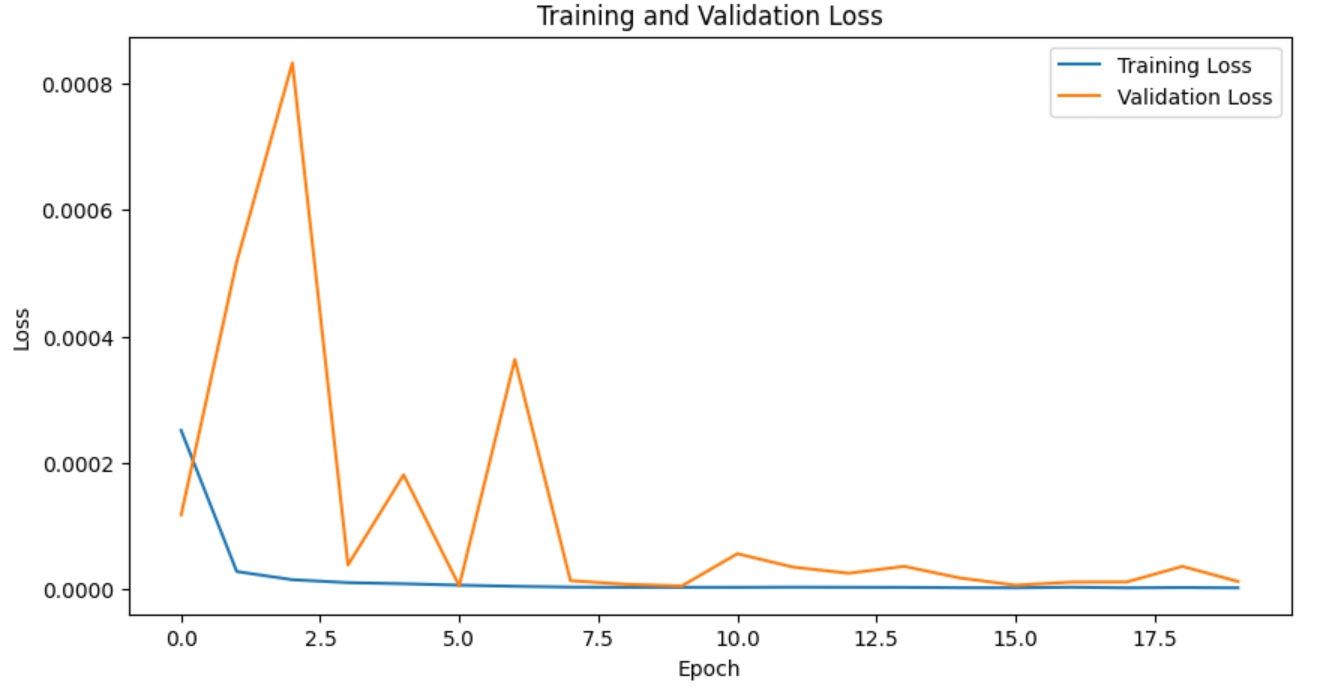 Training and Validation Loss
Training Loss
Validation Loss
0.0008
0.0006
0.0004
0.0002
0.0000
Loss
0.0 2.5 5.0 7.5 10.0 12.5 15.0 17.5
Epoch